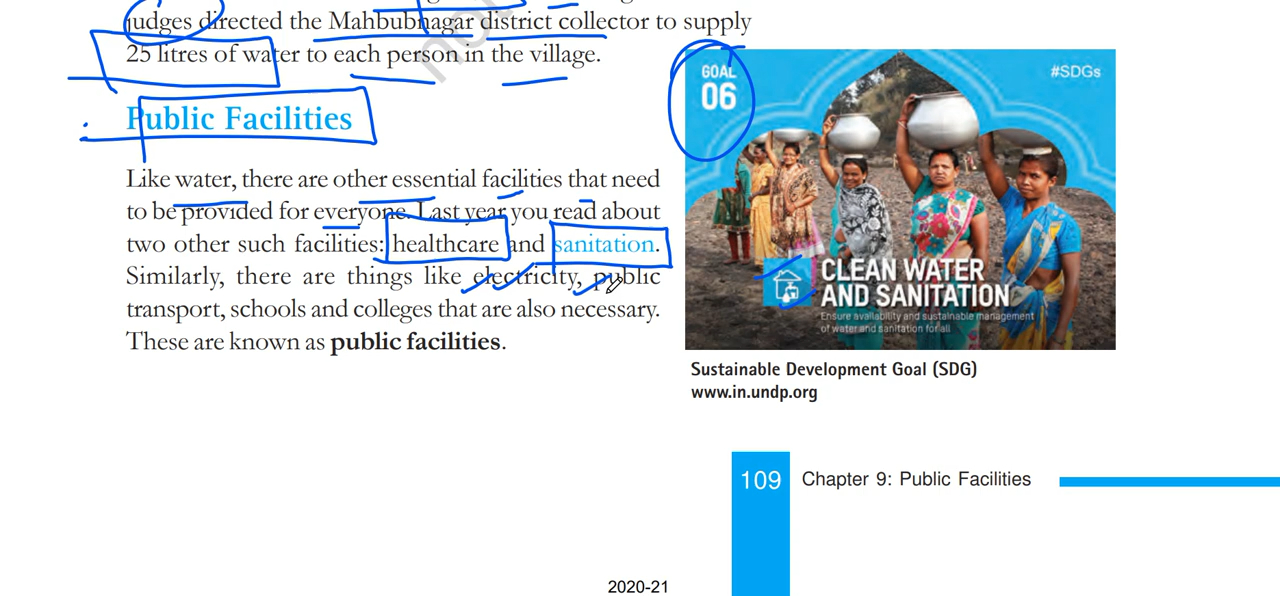 judges directed the Mahbubnagar district collector to supply
25 litres of water to each person in the village.
Public Facilities
Like water, there are other essential facilities that need
to be provided for everyone. Last year you read about
two other such facilities: healthcare and sanitation.
Similarly, there are things like electricity, public
transport, schools and colleges that are also necessary.
These are known as public facilities.
GOAL
06
#SDGs
CLEAN WATER
AND SANITATION
Ensure availability and sustainable management
of water and sanitation for all
Sustainable Development Goal (SDG)
www.in.undp.org
109 Chapter 9: Public Facilities
2020-21